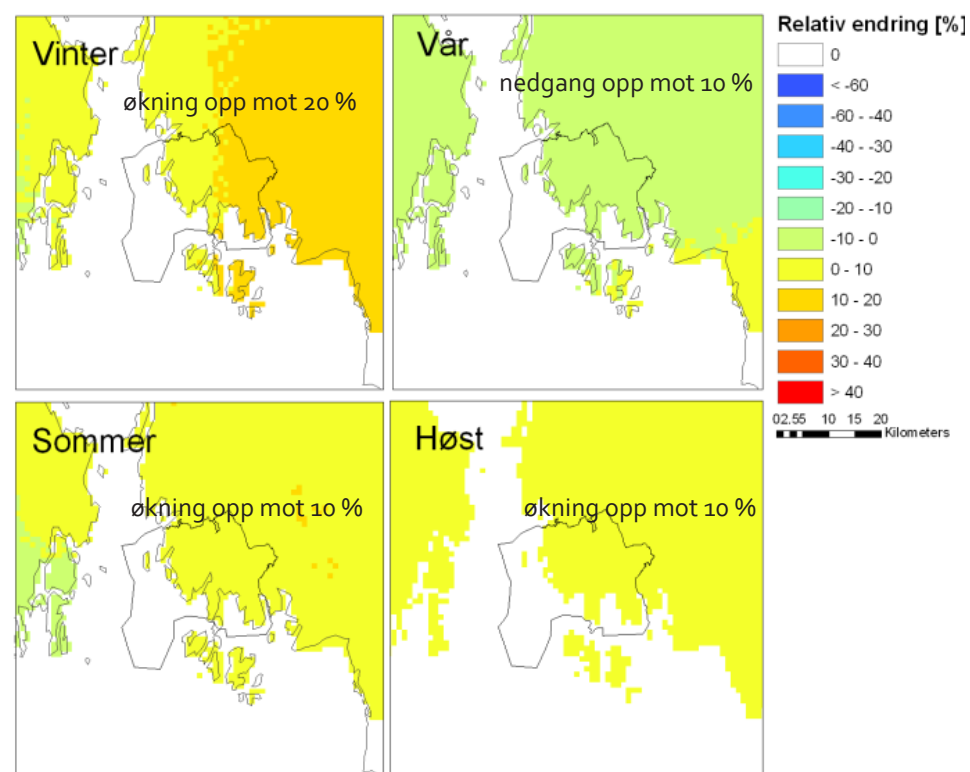 Vinter
økning opp mot 20 %
Vår
nedgang opp mot 10 %
Relativ endring [%]
0
< -60
-60 - -40
-40 - -30
-30 - -20
-20 - -10
-10 - 0
0 - 10
10 - 20
20 - 30
30 - 40
> 40
02.55 10 15 20
Kilometers
Sommer
økning opp mot 10 %
Høst
økning opp mot 10 %